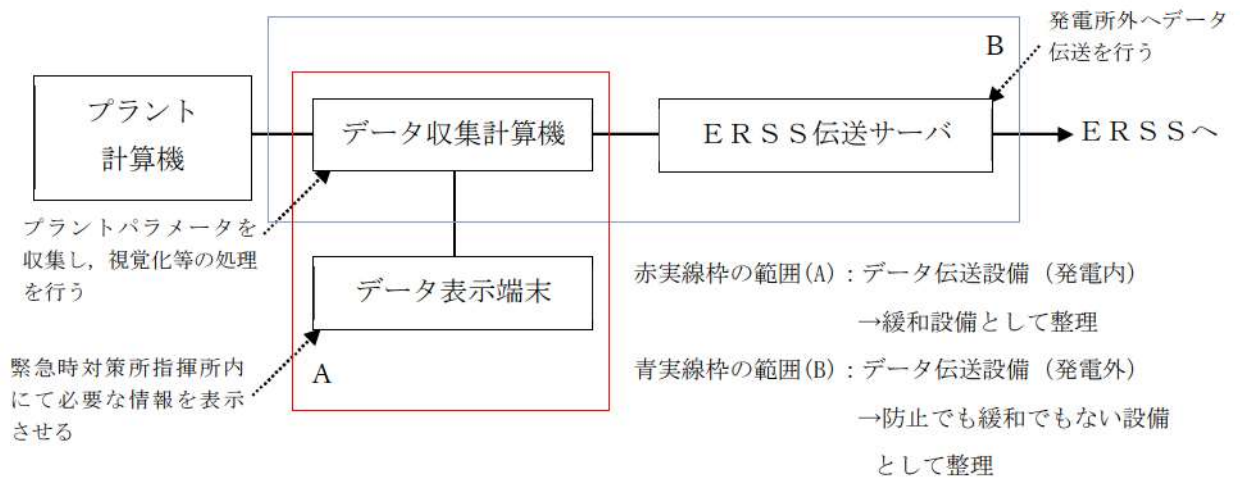 発電所外へデータ
伝送を行う
B
プラント
計算機
データ収集計算機
ERSS伝送サーバ
ERSSへ
プラントパラメータを
収集し,視覚化等の処理
を行う
データ表示端末
緊急時対策所指揮所内
にて必要な情報を表示
させる
A
赤実線枠の範囲(A):データ伝送設備(発電内)
→緩和設備として整理
青実線枠の範囲(B):データ伝送設備(発電外)
→防止でも緩和でもない設備
として整理